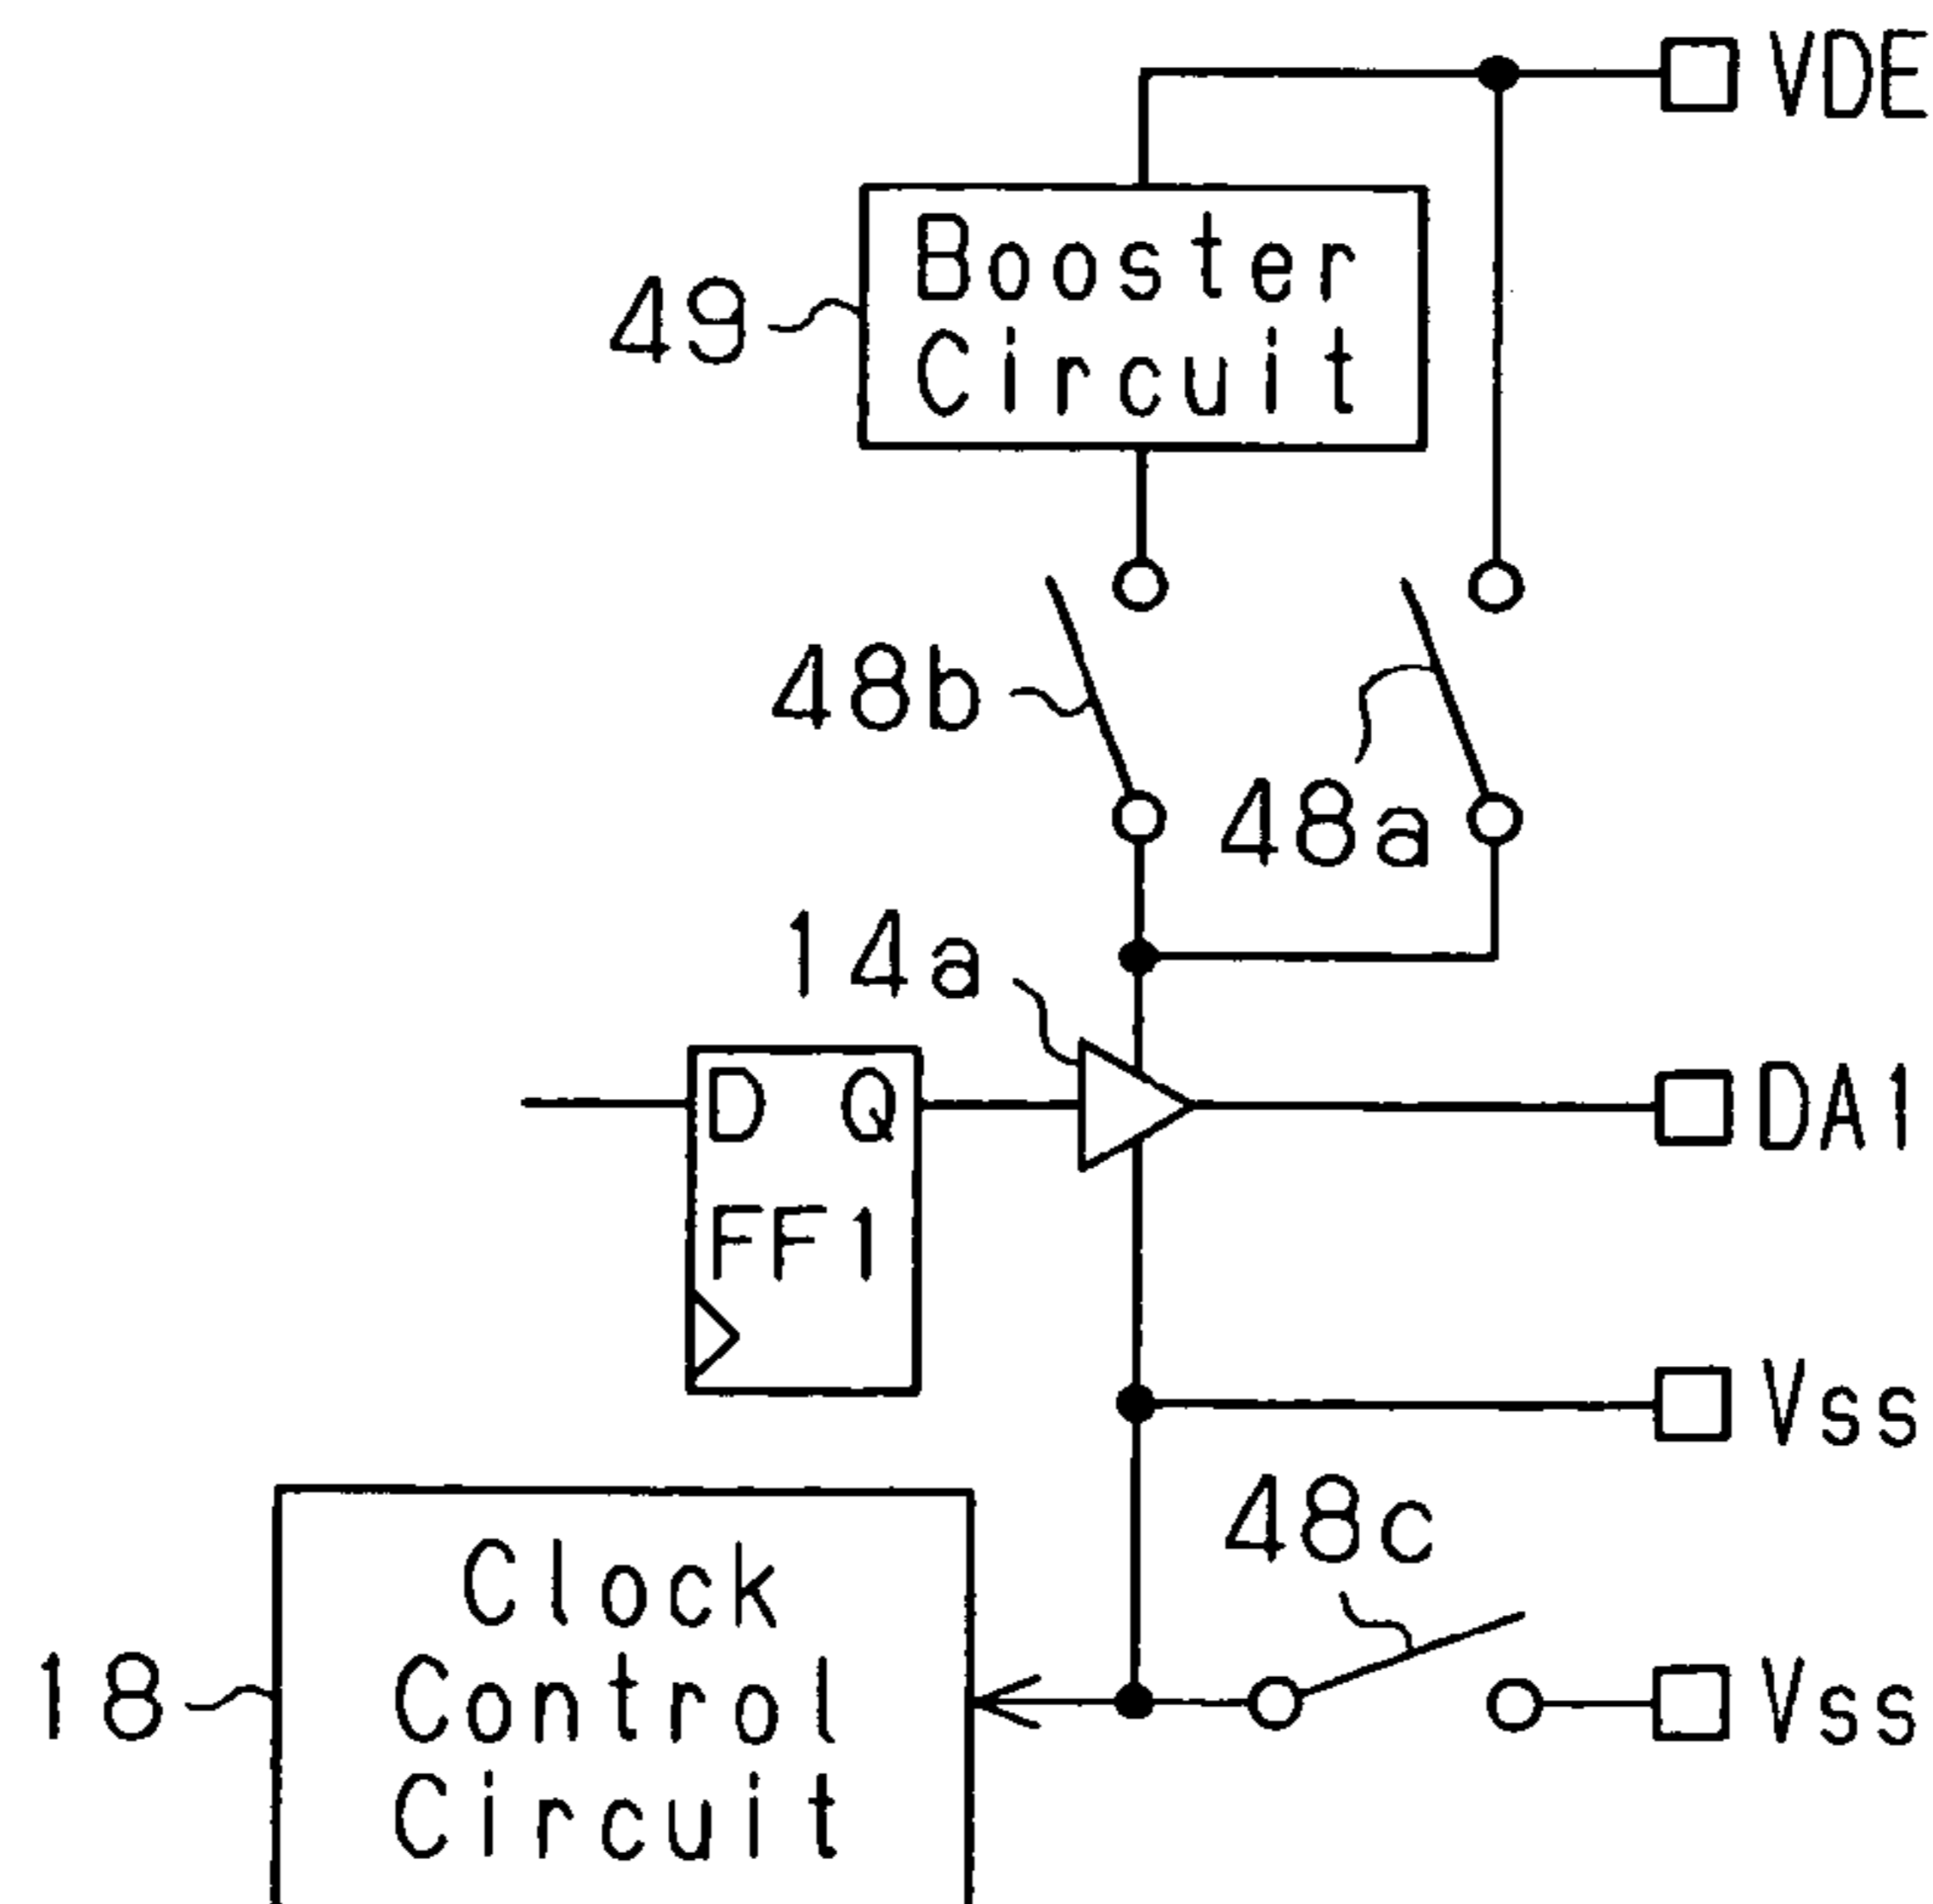 VDE
Booster
Circuit
49
48b
48a
14a
D Q
DA1
FF1
Vss
48c
Clock
Control
Circuit
18
Vss